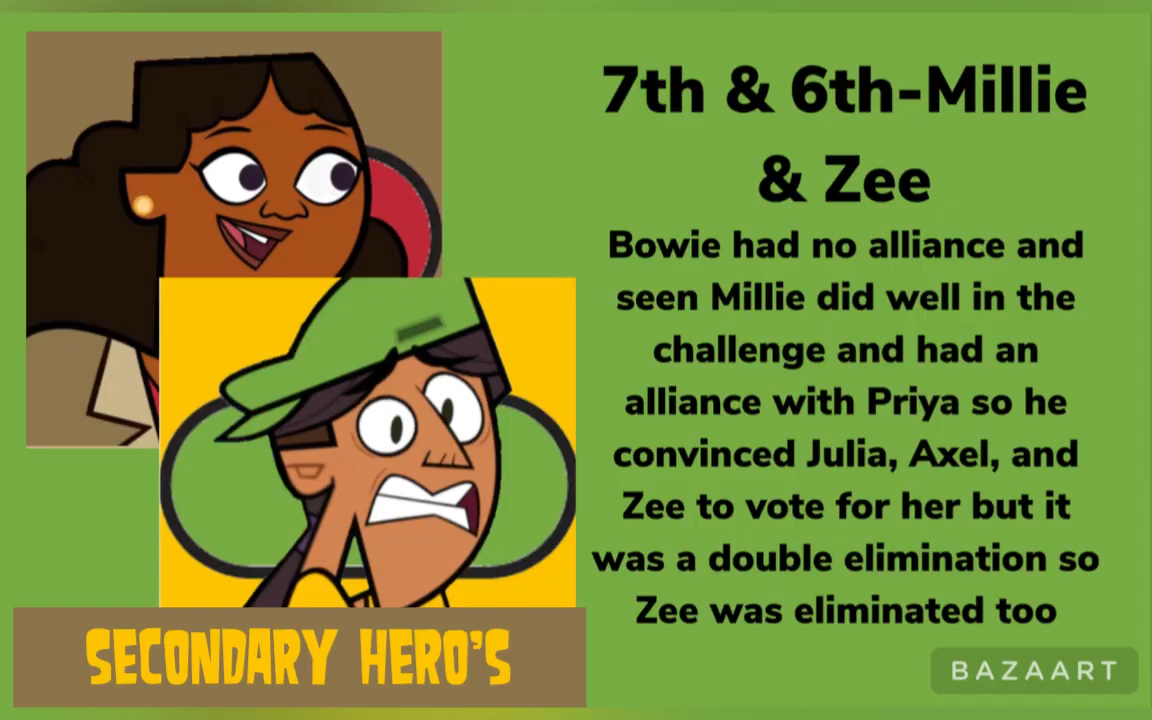 7th & 6th-Millie
& Zee
Bowie had no alliance and
seen Millie did well in the
challenge and had an
alliance with Priya so he
convinced Julia, Axel, and
Zee to vote for her but it
was a double elimination so
Zee was eliminated too
SECONDARY HERO'S
BAZAART